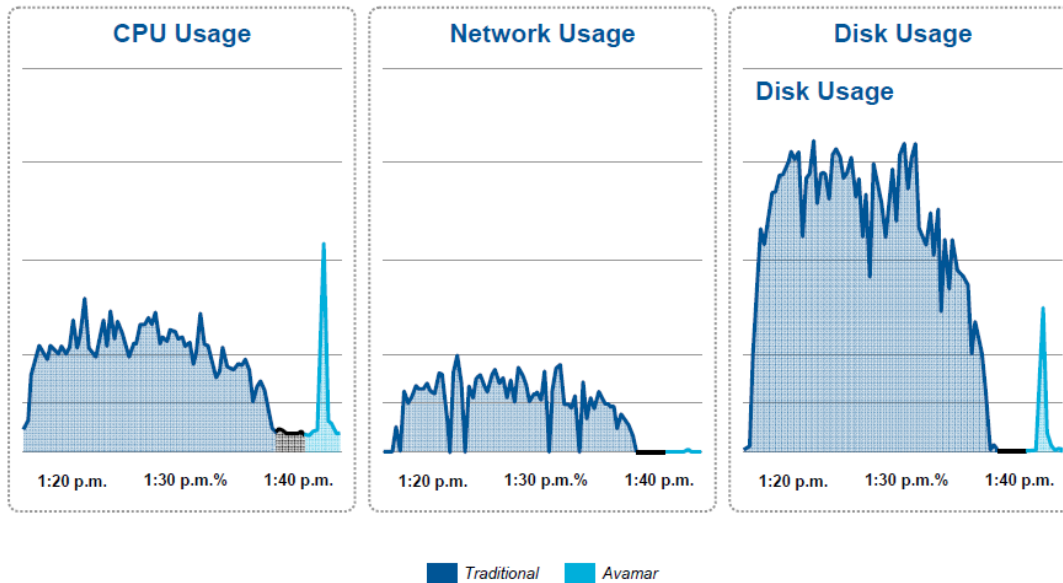 CPU Usage
Network Usage
Disk Usage
Disk Usage
1:20 p.m.
1:30 p.m.%
1:40 p.m.
1:20 p.m.
1:30 p.m.%
1:40 p.m.
1:20 p.m.
1:30 p.m.%
1:40 p.m.
Traditional
Avamar